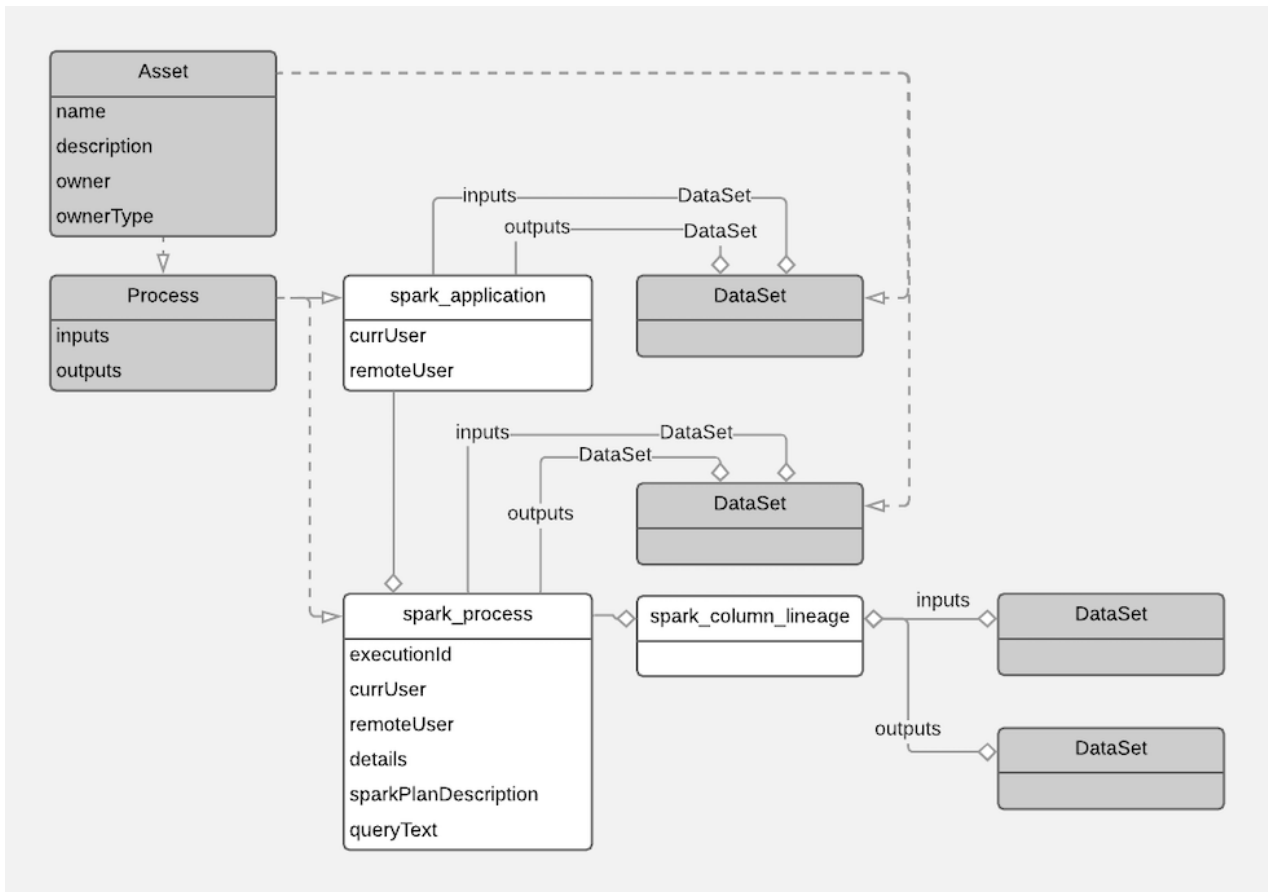 Asset
name
description
owner
ownerType
inputs
DataSet
outputs
DataSet
Process
inputs
outputs
spark_application
currUser
remoteUser
DataSet
inputs
DataSet
DataSet
outputs
DataSet
spark_process
executionId
currUser
remoteUser
details
sparkPlanDescription
queryText
spark_column_lineage
inputs
DataSet
outputs
DataSet